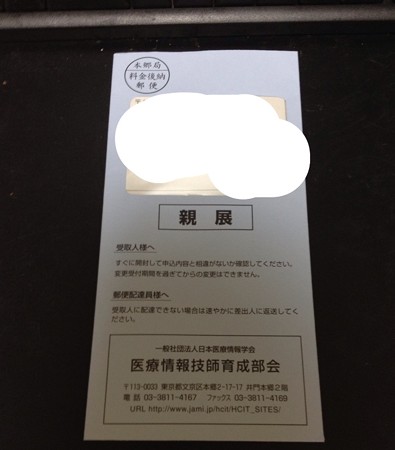 本郷局
料金後納
郵便
親展
受取人様へ
すぐに開封して申込内容と相違がないか確認してください。
変更受付期間を過ぎてからの変更はできません。
郵便配達員様へ
受取人に配達できない場合は速やかに差出人に返送してく
ださい。
一般社団法人日本医療情報学会
医療情報技師育成部会
〒113-0033 東京都文京区本郷2-17-17 井門本郷2階
電話 03-3811-4167 ファックス 03-3811-4169
URL http://www.jami.jp/hcit/HCIT_SITES/